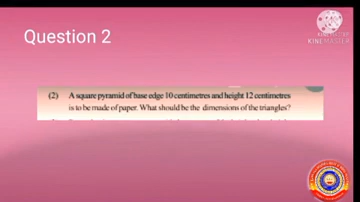 Question 2
KINEMASTER
(2) A square pyramid of base edge 10 centimetres and height 12 centimetres
is to be made of paper. What should be the dimensions of the triangles?